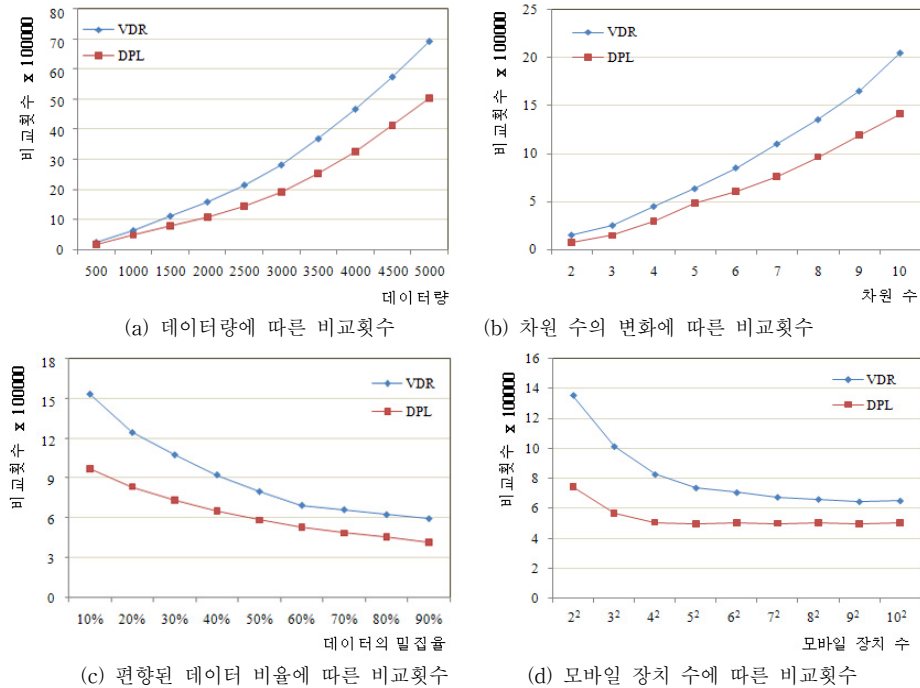 비교횟수 x 100000
80
70
60
50
40
30
20
10
0
VDR
DPL
500 1000 1500 2000 2500 3000 3500 4000 4500 5000
데이터량
(a) 데이터량에 따른 비교횟수
비교횟수 x 100000
25
20
15
10
5
0
VDR
DPL
2 3 4 5 6 7 8 9 10
차원 수
(b) 차원 수의 변화에 따른 비교횟수
비교횟수 x 100000
18
15
12
9
6
3
0
VDR
DPL
10% 20% 30% 40% 50% 60% 70% 80% 90%
데이터의 밀집율
(c) 편향된 데이터 비율에 따른 비교횟수
비교횟수 x 100000
16
14
12
10
8
6
4
2
0
VDR
DPL
2² 3² 4² 5² 6² 7² 8² 9² 10²
모바일 장치 수
(d) 모바일 장치 수에 따른 비교횟수